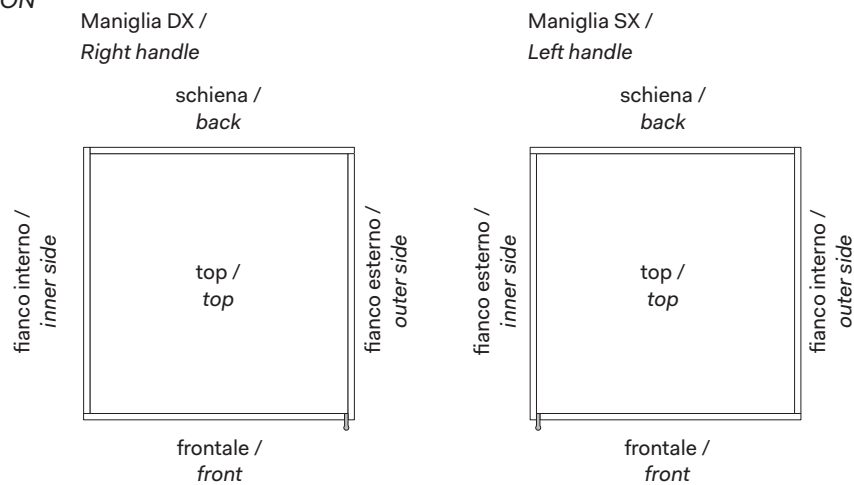 ON
Maniglia DX /
Right handle
schiena /
back
fianco interno /
inner side
top /
top
fianco esterno /
outer side
frontale /
front
Maniglia SX /
Left handle
schiena /
back
fianco esterno /
inner side
top /
top
fianco interno /
outer side
frontale /
front